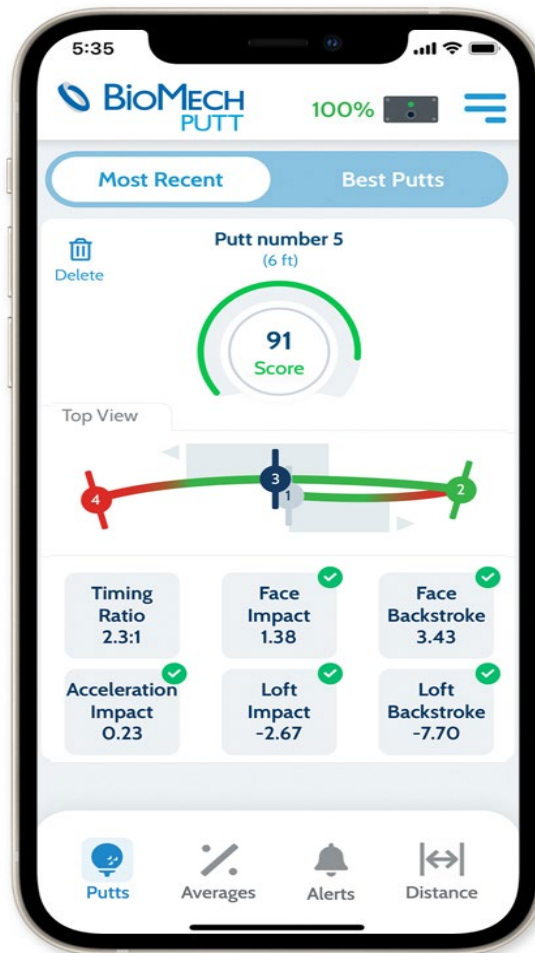 5:35
BIOMECH
PUTT
100%
Most Recent
Best Putts
Delete
Putt number 5
(6 ft)
91
Score
Top View
4
3
1
2
Timing
Ratio
2.3:1
Face
Impact
1.38
Face
Backstroke
3.43
Acceleration
Impact
0.23
Loft
Impact
-2.67
Loft
Backstroke
-7.70
Putts
Averages
Alerts
Distance